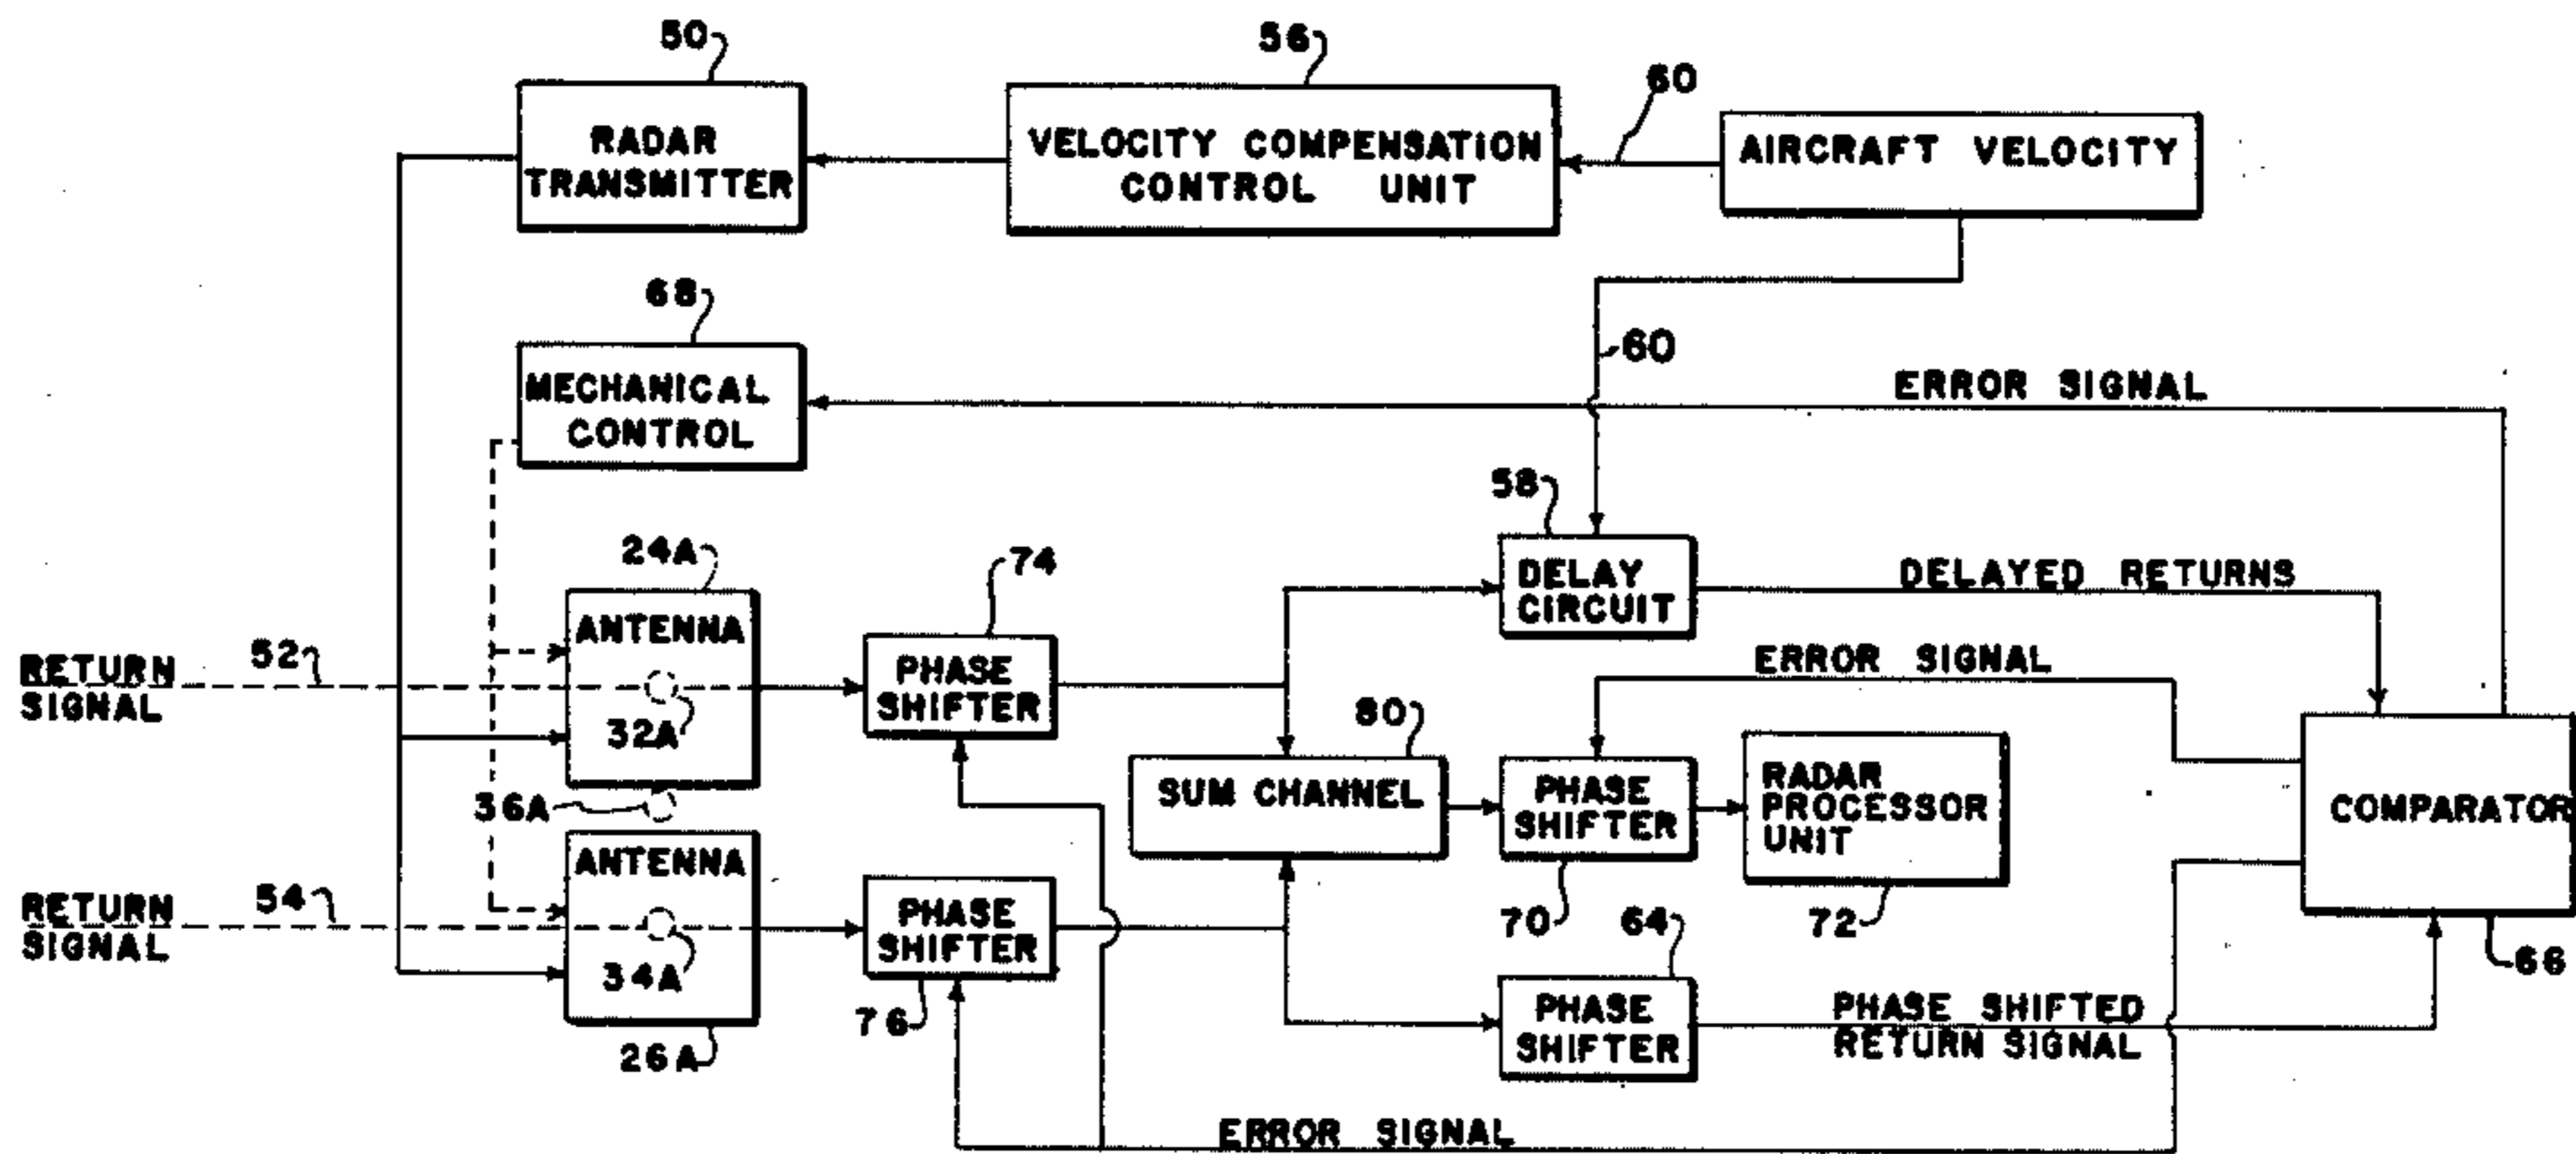 50
56
60
RADAR
TRANSMITTER
VELOCITY COMPENSATION
CONTROL UNIT
AIRCRAFT VELOCITY
68
60
MECHANICAL
CONTROL
ERROR SIGNAL
58
24A
74
DELAY
CIRCUIT
DELAYED RETURNS
ANTENNA
RETURN
SIGNAL
52
32A
PHASE
SHIFTER
ERROR SIGNAL
80
36A
SUM CHANNEL
PHASE
SHIFTER
RADAR
PROCESSOR
UNIT
COMPARATOR
ANTENNA
RETURN
SIGNAL
54
34A
PHASE
SHIFTER
70
72
64
66
76
26A
PHASE
SHIFTER
PHASE SHIFTED
RETURN SIGNAL
ERROR SIGNAL